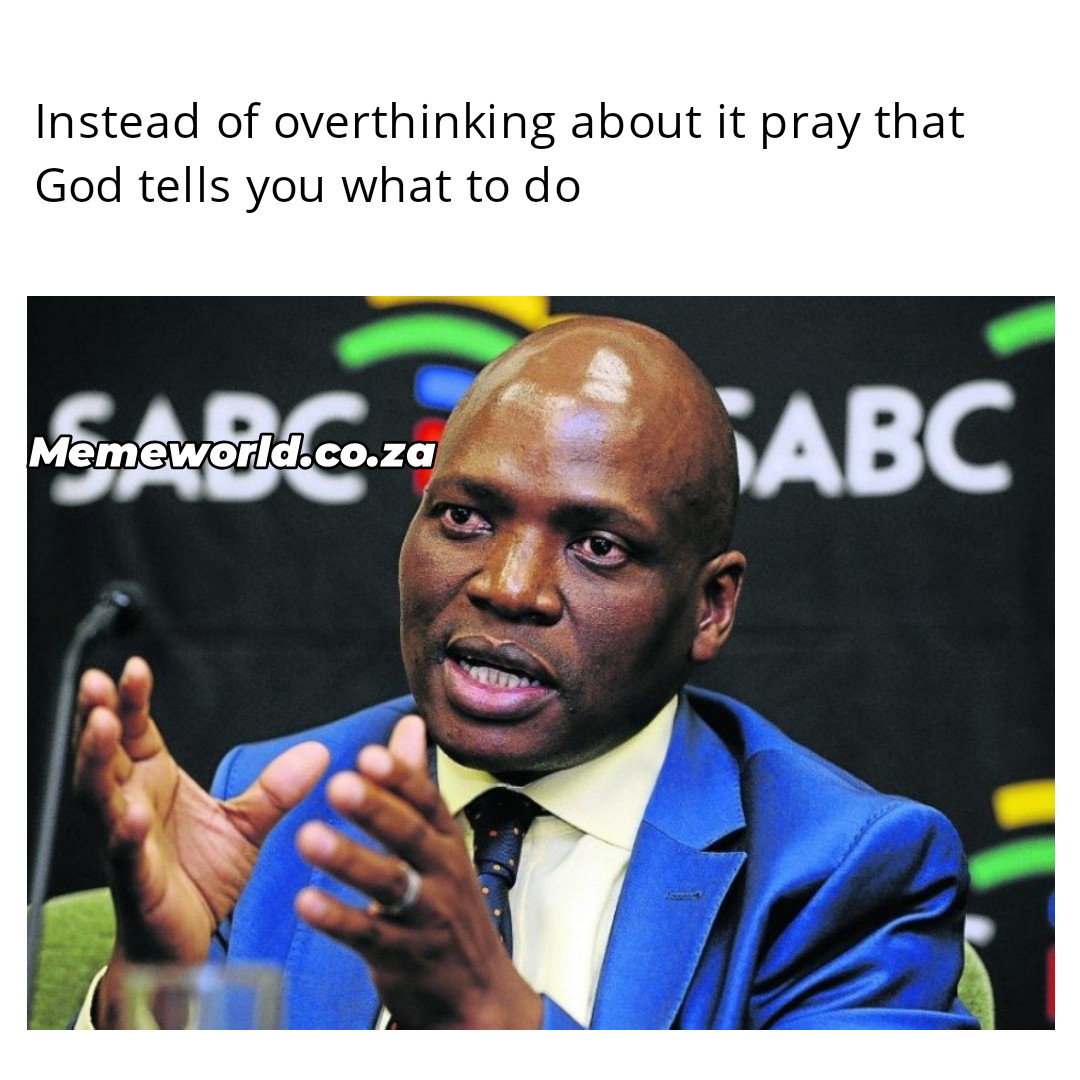 Instead of overthinking about it pray that
God tells you what to do
SABC
SABC
Memeworld.co.za